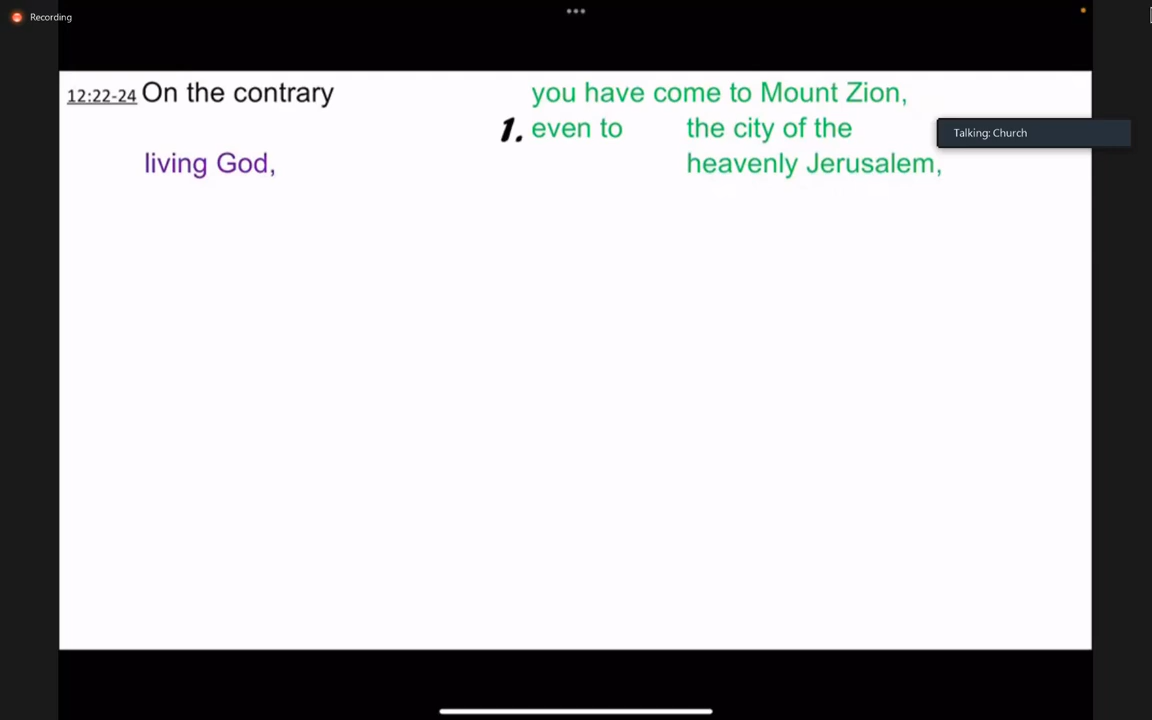 Recording
12:22-24 On the contrary you have come to Mount Zion,
1. even to the city of the
Talking: Church
living God, heavenly Jerusalem,